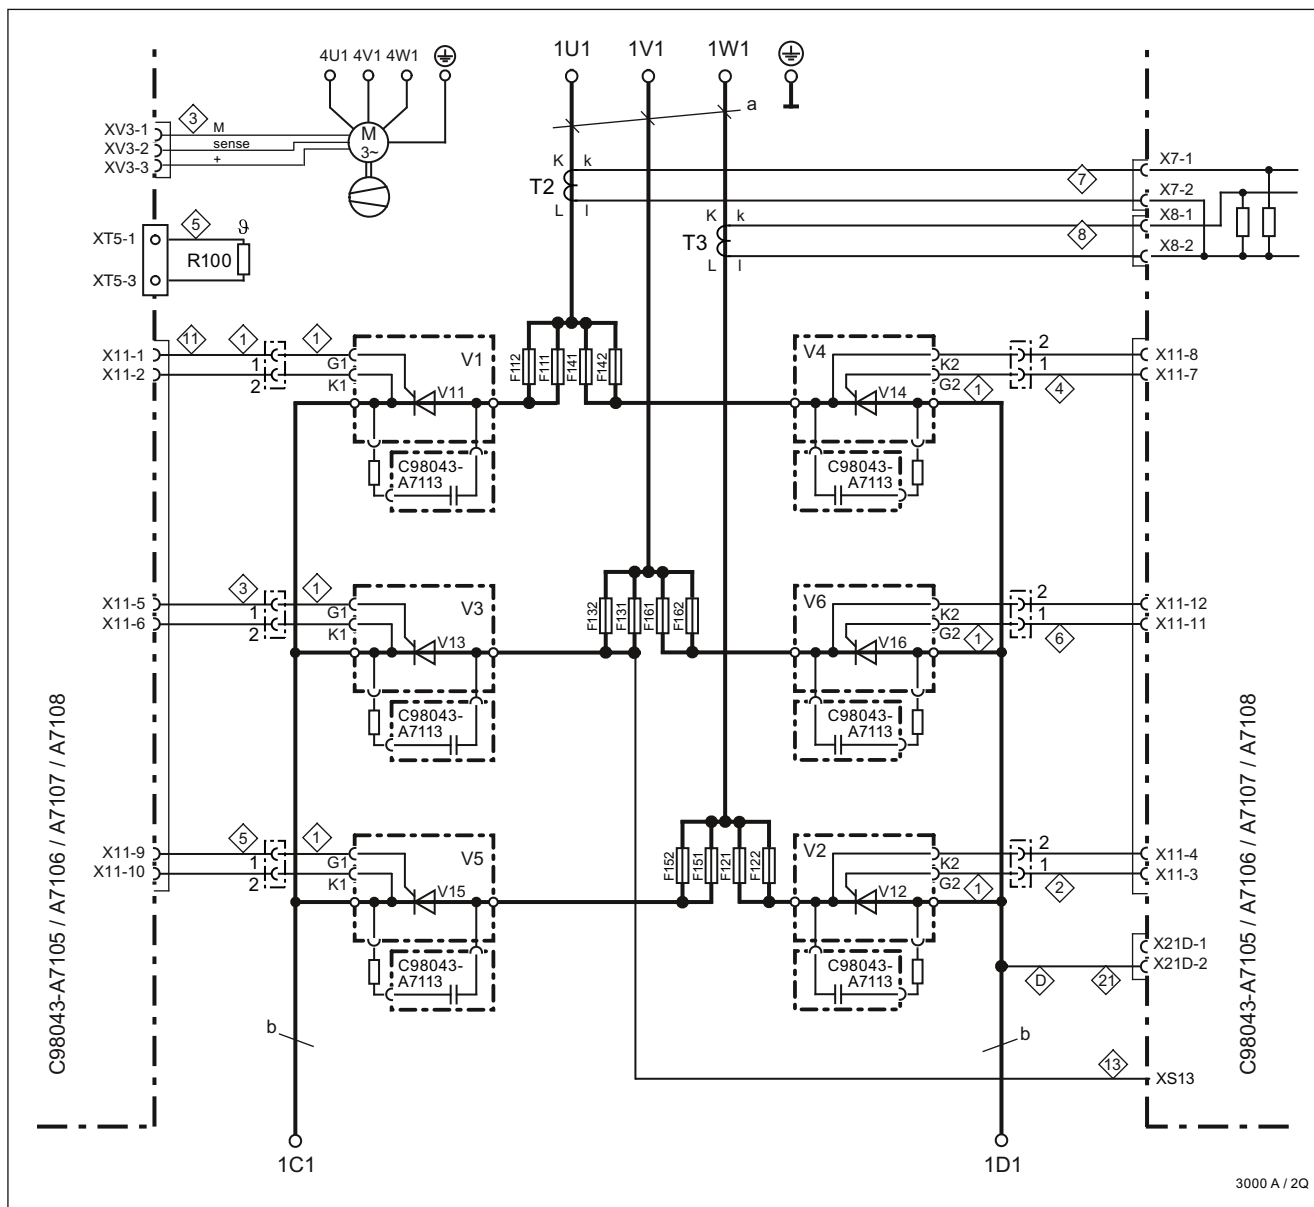 4U1 4V1 4W1
1U1 1V1 1W1
a
3
XV3-1 M
XV3-2 sense
XV3-3 +
M
3~
K k
T2
L l
7
X7-1
X7-2
K k
T3
L l
8
X8-1
X8-2
5 ϑ
XT5-1
R100
XT5-3
11 1 1
X11-1
X11-2
1
2
G1
K1
V1
V11
C98043-
A7113
F112 F111 F141 F142
V4
V14
K2
G2
C98043-
A7113
2
1
1 4
X11-8
X11-7
3 1
X11-5
X11-6
1
2
G1
K1
V3
V13
C98043-
A7113
F132 F131 F161 F162
V6
V16
K2
G2
C98043-
A7113
2
1
1 6
X11-12
X11-11
5 1
X11-9
X11-10
1
2
G1
K1
V5
V15
C98043-
A7113
F152 F151 F121 F122
V2
V12
K2
G2
C98043-
A7113
2
1
1 2
X11-4
X11-3
X21D-1
X21D-2
D 21
b
b
13
XS13
C98043-A7105 / A7106 / A7107 / A7108
C98043-A7105 / A7106 / A7107 / A7108
1C1
1D1
3000 A / 2Q